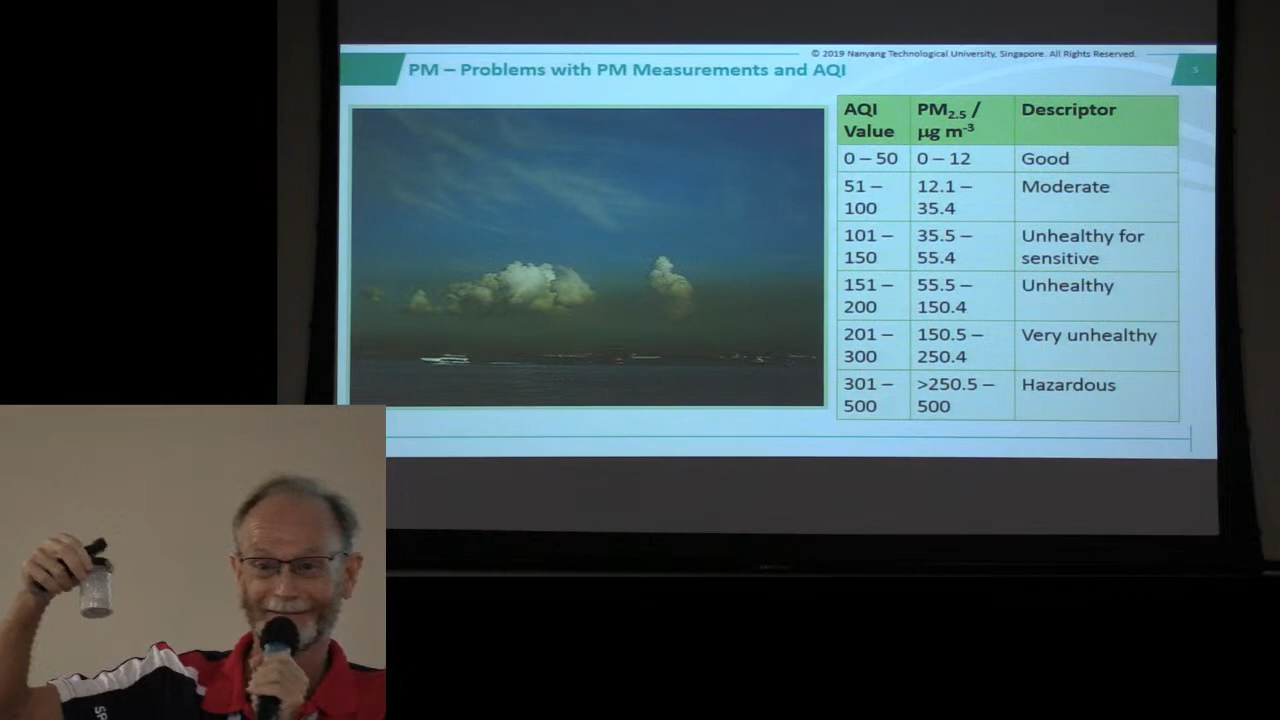 © 2019 Nanyang Technological University, Singapore. All Rights Reserved.
PM – Problems with PM Measurements and AQI
5
AQI Value | PM2.5 / µg m-3 | Descriptor
0 – 50 | 0 – 12 | Good
51 – 100 | 12.1 – 35.4 | Moderate
101 – 150 | 35.5 – 55.4 | Unhealthy for sensitive
151 – 200 | 55.5 – 150.4 | Unhealthy
201 – 300 | 150.5 – 250.4 | Very unhealthy
301 – 500 | >250.5 – 500 | Hazardous